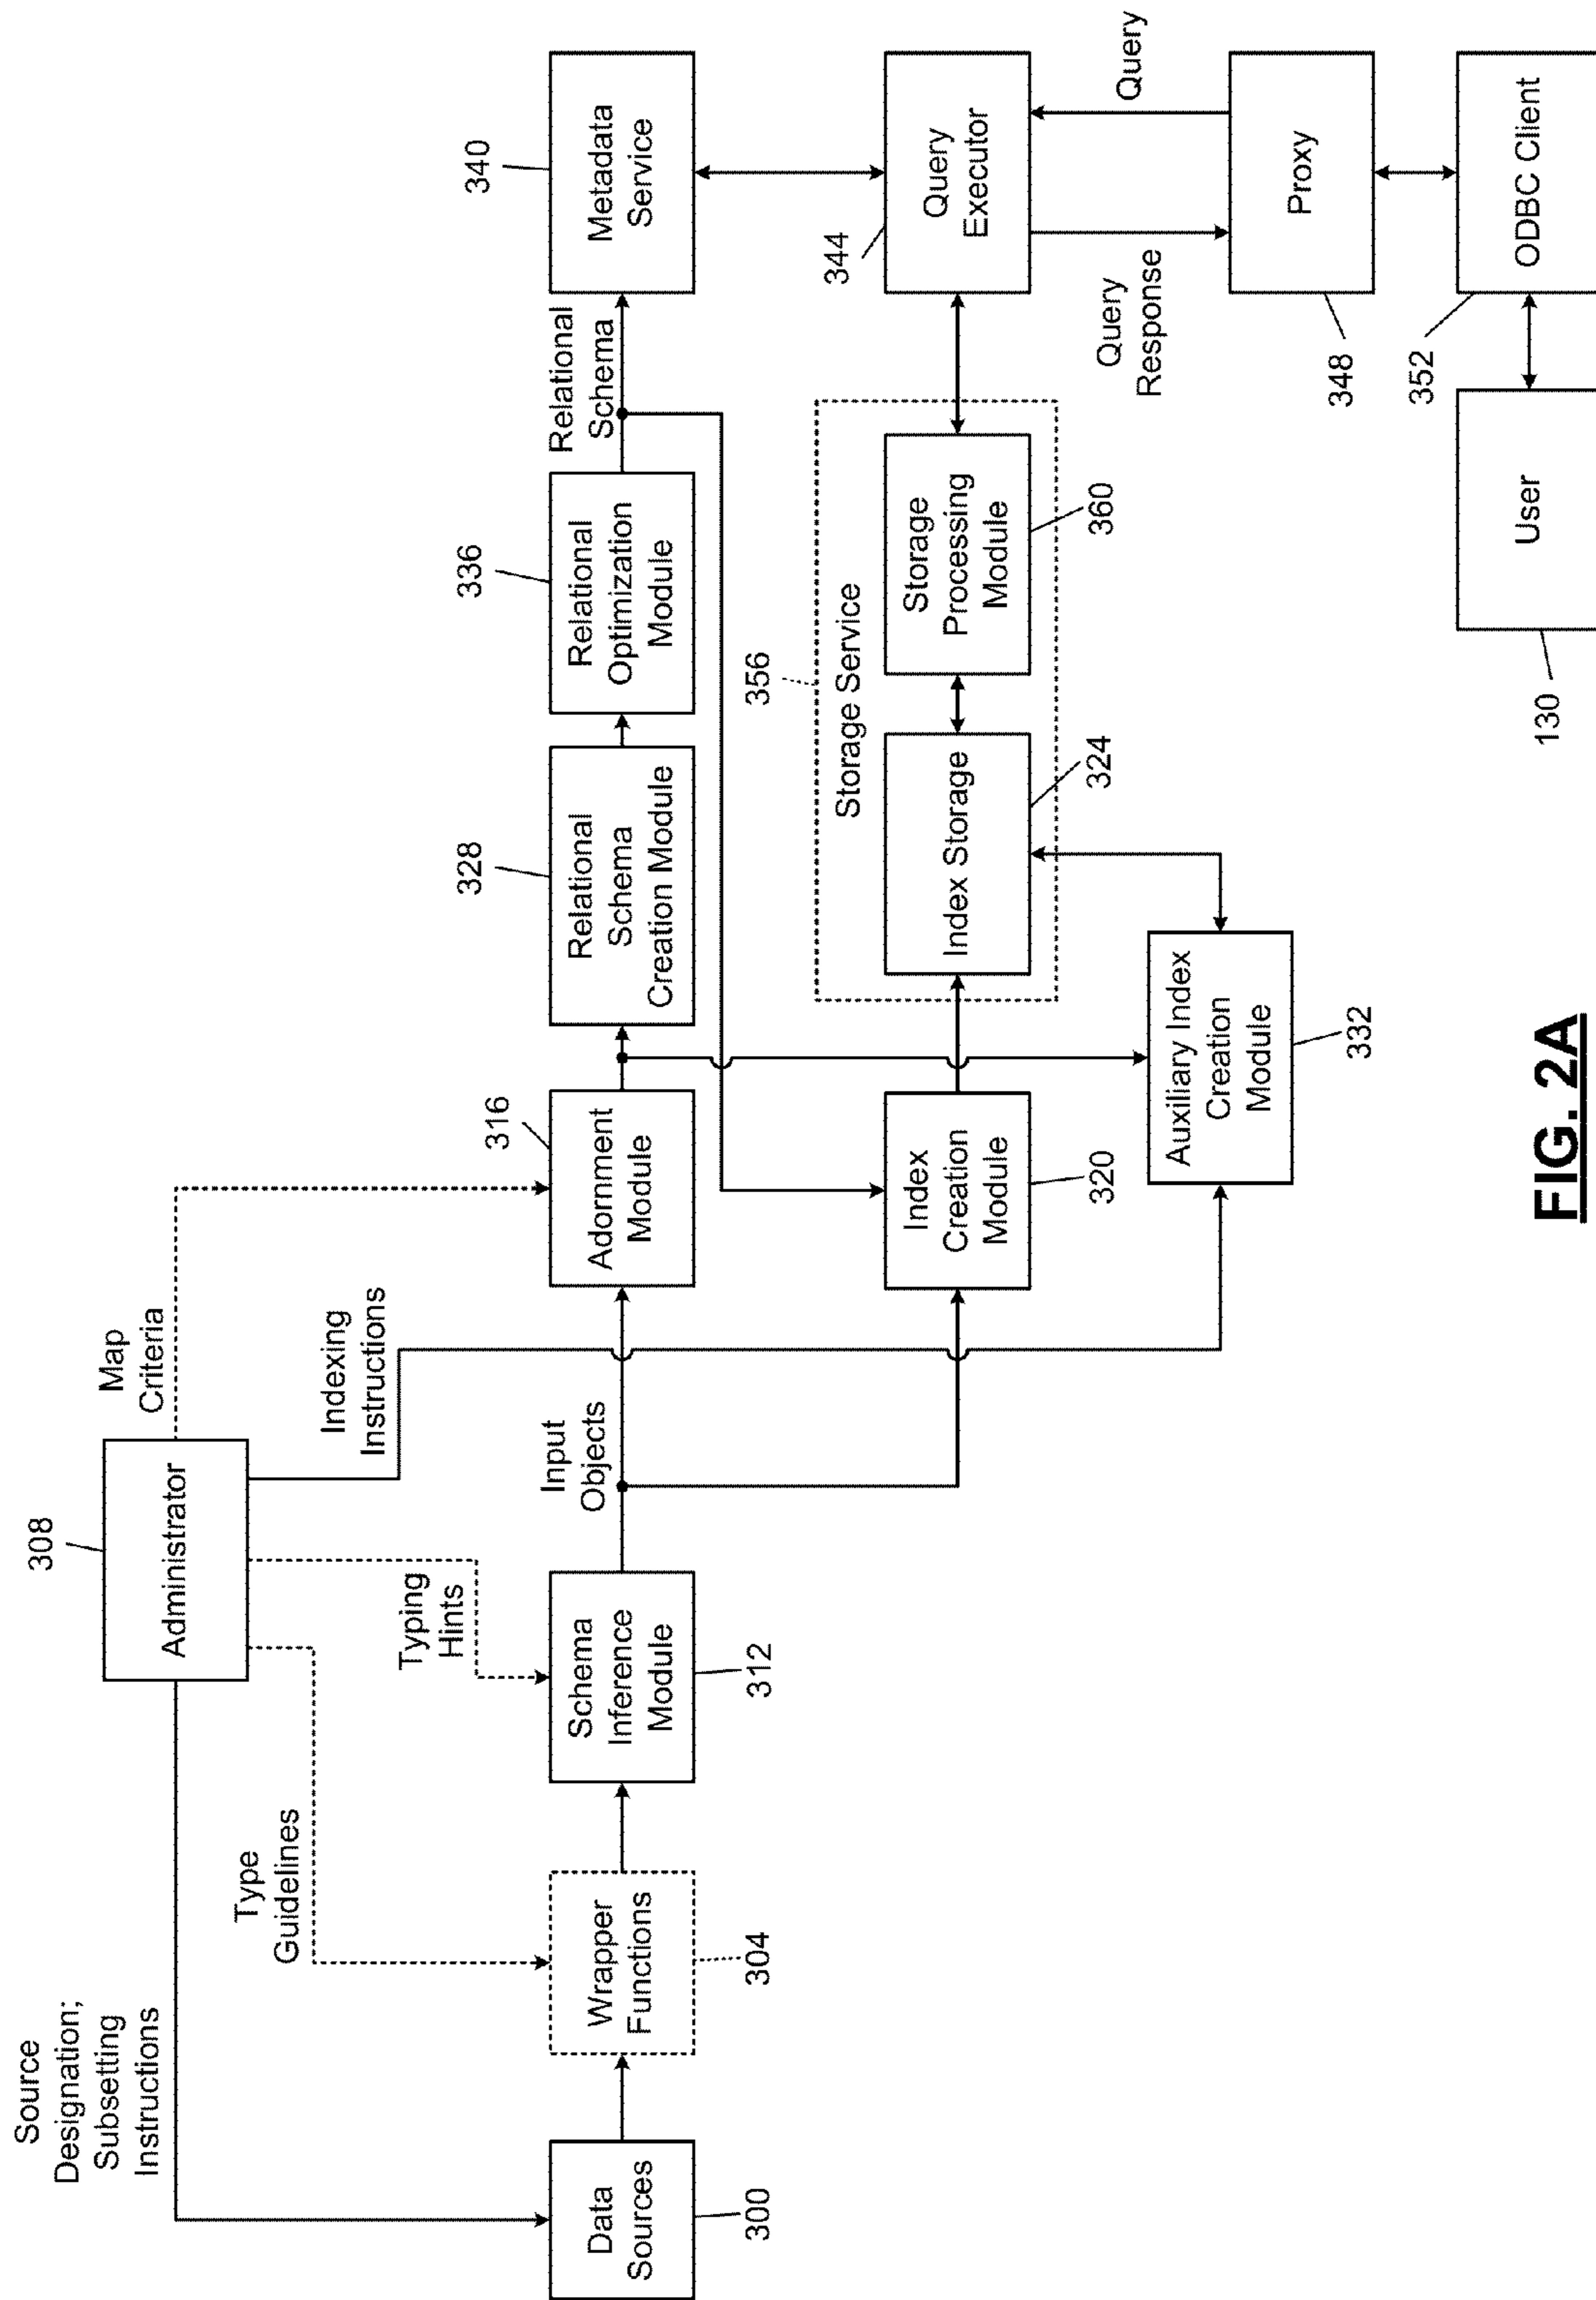 Source
Designation;
Subsetting
Instructions
Type
Guidelines
308
Administrator
Typing
Hints
Map
Criteria
Indexing
Instructions
Data
Sources
300
Wrapper
Functions
304
Schema
Inference
Module
312
Input
Objects
316
Adornment
Module
328
Relational
Schema
Creation Module
336
Relational
Optimization
Module
Relational
Schema
340
Metadata
Service
Index
Creation
Module
320
356
Storage Service
Index Storage
324
Storage
Processing
Module
360
344
Query
Executor
Auxiliary Index
Creation
Module
332
Query
Response
Query
348
Proxy
130
User
352
ODBC Client
FIG. 2A